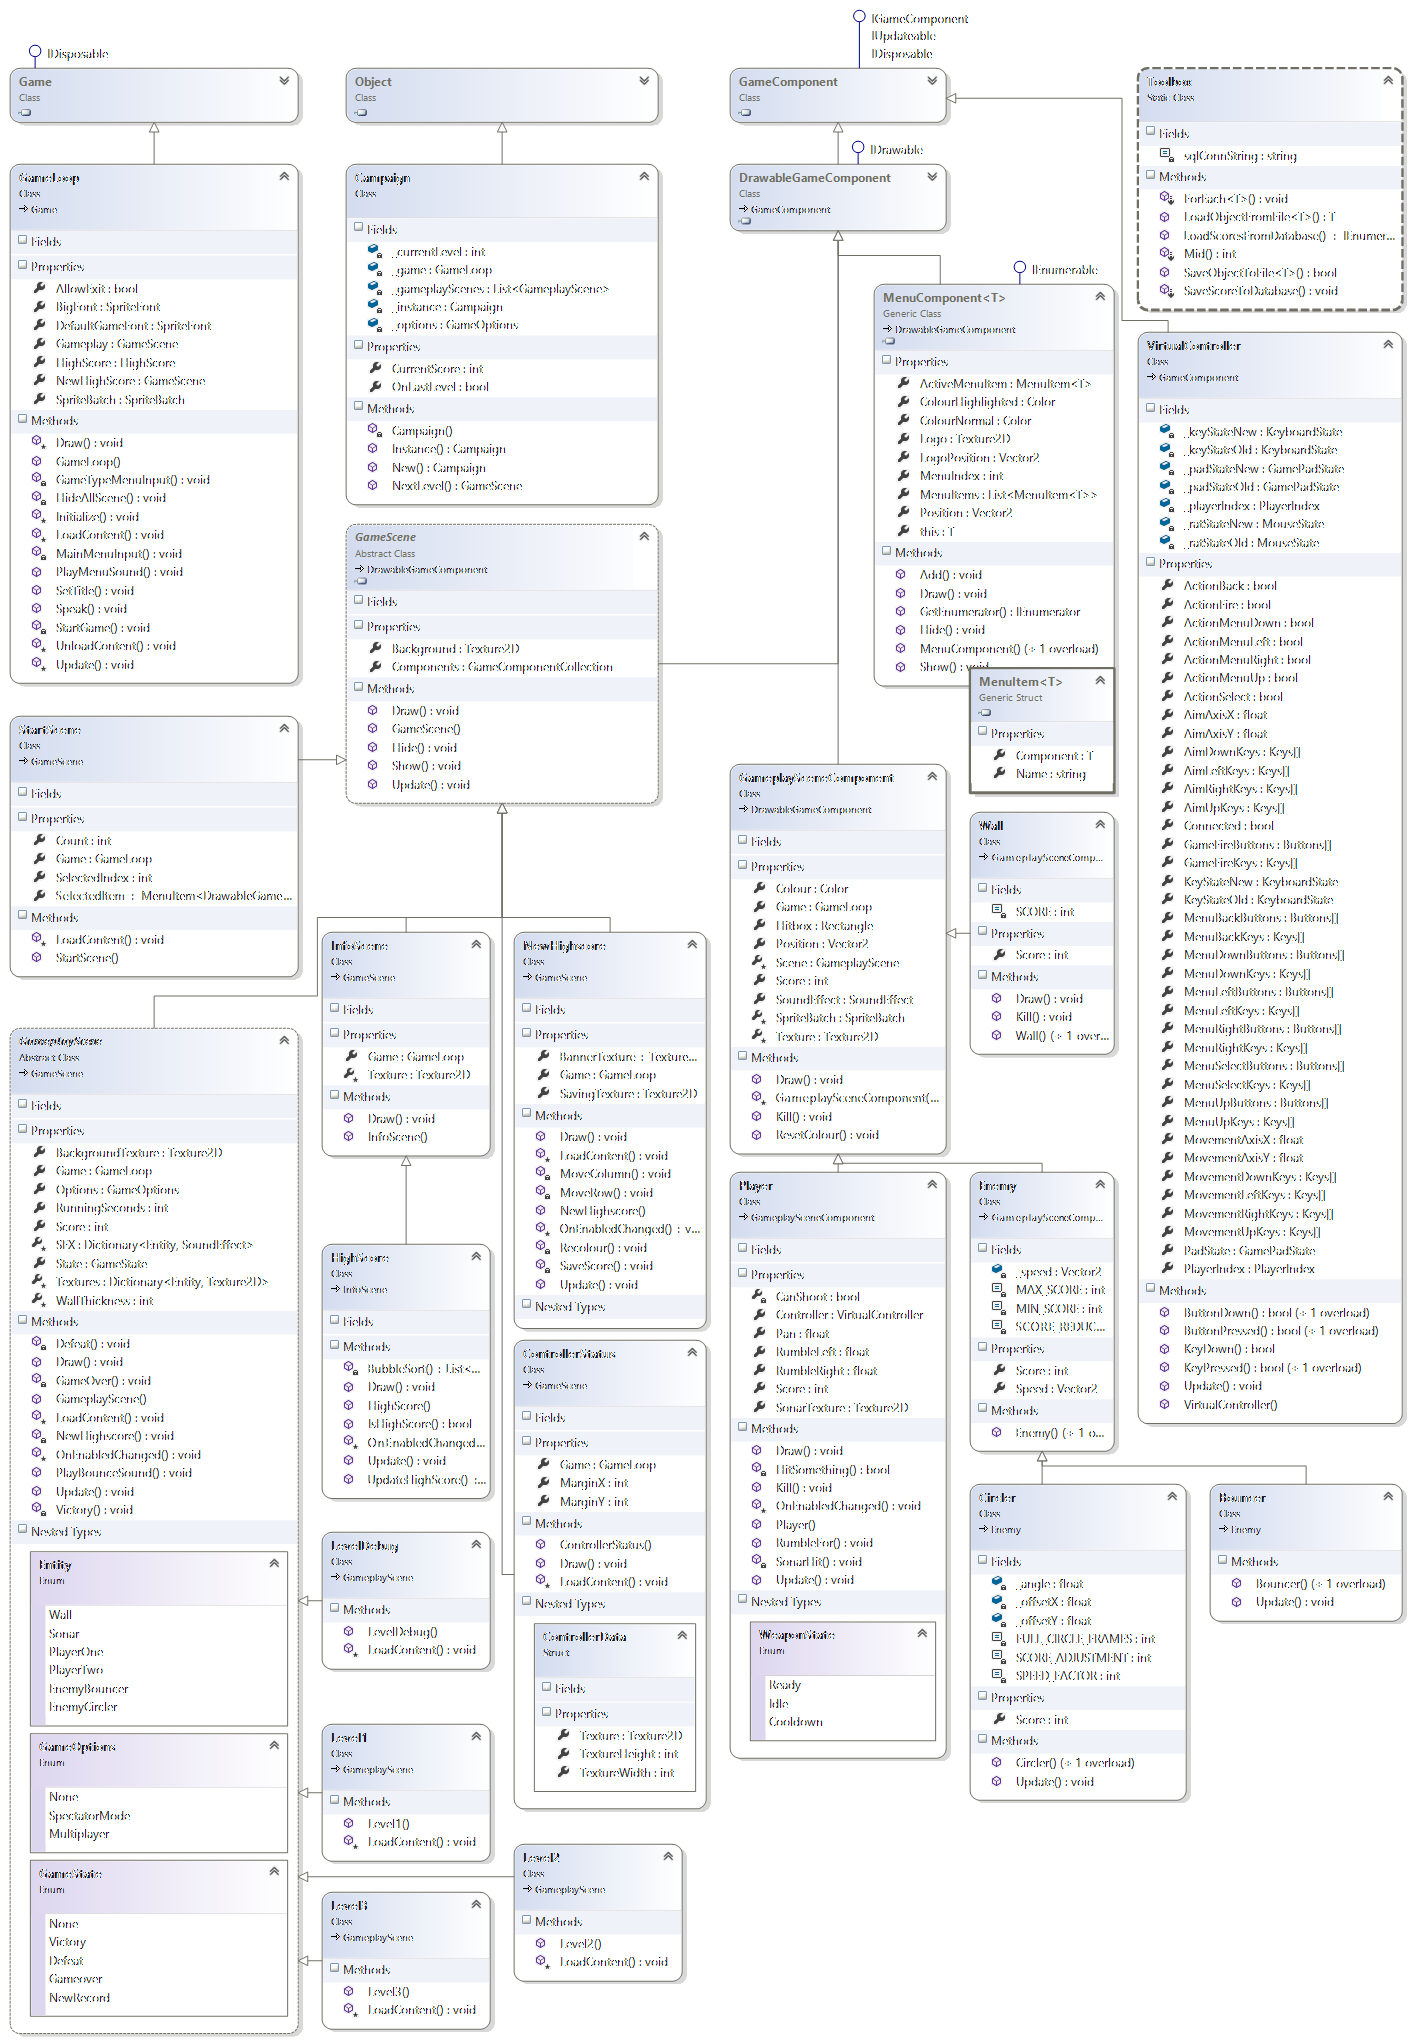 IDisposable
Game
Class
GameLoop
Class
Game
Fields
Properties
AllowExit : bool
BigFont : SpriteFont
DefaultGameFont : SpriteFont
Gameplay : GameScene
HighScore : HighScore
NewHighScore : GameScene
SpriteBatch : SpriteBatch
Methods
Draw() : void
GameLoop()
GameTypeMenuInput() : void
HideAllScene() : void
Initialize() : void
LoadContent() : void
MainMenuInput() : void
PlayMenuSound() : void
SetTitle() : void
Speak() : void
StartGame() : void
UnloadContent() : void
Update() : void
Object
Class
Campaign
Class
Fields
_currentLevel : int
_game : GameLoop
_gameplayScenes : List<GameplayScene>
_instance : Campaign
_options : GameOptions
Properties
CurrentScore : int
OnLastLevel : bool
Methods
Campaign()
Instance() : Campaign
New() : Campaign
NextLevel() : GameScene
GameScene
Abstract Class
DrawableGameComponent
Fields
Properties
Background : Texture2D
Components : GameComponentCollection
Methods
Draw() : void
GameScene()
Hide() : void
Show() : void
Update() : void
IGameComponent
IUpdateable
IDisposable
GameComponent
Class
IDrawable
DrawableGameComponent
Class
GameComponent
IEnumerable
MenuComponent<T>
Generic Class
DrawableGameComponent
Properties
ActiveMenuItem : MenuItem<T>
ColourHighlighted : Color
ColourNormal : Color
Logo : Texture2D
LogoPosition : Vector2
MenuIndex : int
MenuItems : List<MenuItem<T>>
Position : Vector2
this : T
Methods
Add() : void
Draw() : void
GetEnumerator() : IEnumerator
Hide() : void
MenuComponent() (+ 1 overload)
Show() : void
MenuItem<T>
Generic Struct
Properties
Component : T
Name : string
Toolbox
Static Class
Fields
sqlConnString : string
Methods
ForEach<T>() : void
LoadObjectFromFile<T>() : T
LoadScoresFromDatabase() : IEnumer...
Mid() : int
SaveObjectToFile<T>() : bool
SaveScoreToDatabase() : void
VirtualController
Class
GameComponent
Fields
_keyStateNew : KeyboardState
_keyStateOld : KeyboardState
_padStateNew : GamePadState
_padStateOld : GamePadState
_playerIndex : PlayerIndex
_ratStateNew : MouseState
_ratStateOld : MouseState
Properties
ActionBack : bool
ActionFire : bool
ActionMenuDown : bool
ActionMenuLeft : bool
ActionMenuRight : bool
ActionMenuUp : bool
ActionSelect : bool
AimAxisX : float
AimAxisY : float
AimDownKeys : Keys[]
AimLeftKeys : Keys[]
AimRightKeys : Keys[]
AimUpKeys : Keys[]
Connected : bool
GameFireButtons : Buttons[]
GameFireKeys : Keys[]
KeyStateNew : KeyboardState
KeyStateOld : KeyboardState
MenuBackButtons : Buttons[]
MenuBackKeys : Keys[]
MenuDownButtons : Buttons[]
MenuDownKeys : Keys[]
MenuLeftButtons : Buttons[]
MenuLeftKeys : Keys[]
MenuRightButtons : Buttons[]
MenuRightKeys : Keys[]
MenuSelectButtons : Buttons[]
MenuSelectKeys : Keys[]
MenuUpButtons : Buttons[]
MenuUpKeys : Keys[]
MovementAxisX : float
MovementAxisY : float
MovementDownKeys : Keys[]
MovementLeftKeys : Keys[]
MovementRightKeys : Keys[]
MovementUpKeys : Keys[]
PadState : GamePadState
PlayerIndex : PlayerIndex
Methods
ButtonDown() : bool (+ 1 overload)
ButtonPressed() : bool (+ 1 overload)
KeyDown() : bool
KeyPressed() : bool (+ 1 overload)
Update() : void
VirtualController()
StartScene
Class
GameScene
Fields
Properties
Count : int
Game : GameLoop
SelectedIndex : int
SelectedItem : MenuItem<DrawableGame...
Methods
LoadContent() : void
StartScene()
GameplayScene
Abstract Class
GameScene
Fields
Properties
BackgroundTexture : Texture2D
Game : GameLoop
Options : GameOptions
RunningSeconds : int
Score : int
SFX : Dictionary<Entity, SoundEffect>
State : GameState
Textures : Dictionary<Entity, Texture2D>
WallThickness : int
Methods
Defeat() : void
Draw() : void
GameOver() : void
GameplayScene()
LoadContent() : void
NewHighscore() : void
OnEnabledChanged() : void
PlayBounceSound() : void
Update() : void
Victory() : void
Nested Types
Entity
Enum
Wall
Sonar
PlayerOne
PlayerTwo
EnemyBouncer
EnemyCircler
GameOptions
Enum
None
SpectatorMode
Multiplayer
GameState
Enum
None
Victory
Defeat
Gameover
NewRecord
InfoScene
Class
GameScene
Fields
Properties
Game : GameLoop
Texture : Texture2D
Methods
Draw() : void
InfoScene()
HighScore
Class
InfoScene
Fields
Methods
BubbleSort() : List<...
Draw() : void
HighScore()
IsHighScore() : bool
OnEnabledChanged...
Update() : void
UpdateHighScore() :...
LevelDebug
Class
GameplayScene
Methods
LevelDebug()
LoadContent() : void
Level1
Class
GameplayScene
Methods
Level1()
LoadContent() : void
Level3
Class
GameplayScene
Methods
Level3()
LoadContent() : void
NewHighscore
Class
GameScene
Fields
Properties
BannerTexture : Texture...
Game : GameLoop
SavingTexture : Texture2D
Methods
Draw() : void
LoadContent() : void
MoveColumn() : void
MoveRow() : void
NewHighscore()
OnEnabledChanged() : v...
Recolour() : void
SaveScore() : void
Update() : void
Nested Types
ControllerStatus
Class
GameScene
Fields
Properties
Game : GameLoop
MarginX : int
MarginY : int
Methods
ControllerStatus()
Draw() : void
LoadContent() : void
Nested Types
ControllerData
Struct
Fields
Properties
Texture : Texture2D
TextureHeight : int
TextureWidth : int
Level2
Class
GameplayScene
Methods
Level2()
LoadContent() : void
GameplaySceneComponent
Class
DrawableGameComponent
Fields
Properties
Colour : Color
Game : GameLoop
Hitbox : Rectangle
Position : Vector2
Scene : GameplayScene
Score : int
SoundEffect : SoundEffect
SpriteBatch : SpriteBatch
Texture : Texture2D
Methods
Draw() : void
GameplaySceneComponent(...
Kill() : void
ResetColour() : void
Player
Class
GameplaySceneComponent
Fields
Properties
CanShoot : bool
Controller : VirtualController
Pan : float
RumbleLeft : float
RumbleRight : float
Score : int
SonarTexture : Texture2D
Methods
Draw() : void
HitSomething() : bool
Kill() : void
OnEnabledChanged() : void
Player()
RumbleFor() : void
SonarHit() : void
Update() : void
Nested Types
WeaponState
Enum
Ready
Idle
Cooldown
Wall
Class
GameplaySceneComp...
Fields
SCORE : int
Properties
Score : int
Methods
Draw() : void
Kill() : void
Wall() (+ 1 over...
Enemy
Class
GameplaySceneComp...
Fields
_speed : Vector2
MAX_SCORE : int
MIN_SCORE : int
SCORE_REDUC...
Properties
Score : int
Speed : Vector2
Methods
Enemy() (+ 1 o...
Circler
Class
Enemy
Fields
_angle : float
_offsetX : float
_offsetY : float
FULL_CIRCLE_FRAMES : int
SCORE_ADJUSTMENT : int
SPEED_FACTOR : int
Properties
Score : int
Methods
Circler() (+ 1 overload)
Update() : void
Bouncer
Class
Enemy
Methods
Bouncer() (+ 1 overload)
Update() : void